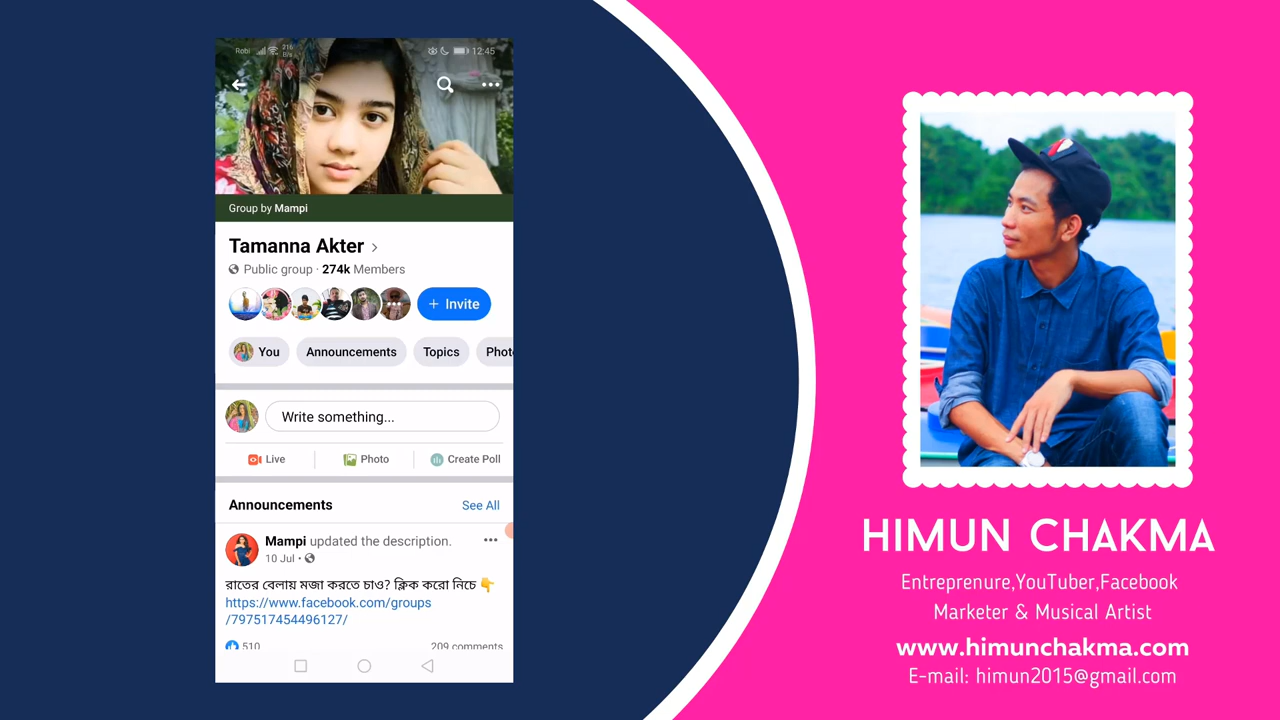 Robi
216
B/s
12:45
Group by Mampi
Tamanna Akter
Public group · 274k Members
+ Invite
You
Announcements
Topics
Phot
Write something...
Live
Photo
Create Poll
Announcements
See All
Mampi updated the description.
10 Jul •
রাতের বেলায় মজা করতে চাও? ক্লিক করো নিচে 👇
https://www.facebook.com/groups
/797517454496127/
510
209 comments
HIMUN CHAKMA
Entreprenure,YouTuber,Facebook
Marketer & Musical Artist
www.himunchakma.com
E-mail: himun2015@gmail.com